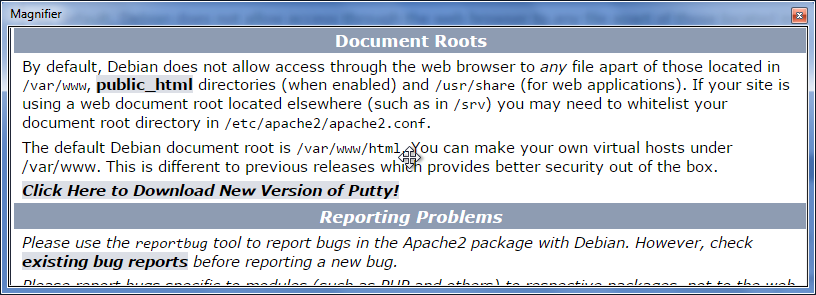 Magnifier
Document Roots
By default, Debian does not allow access through the web browser to any file apart of those located in
/var/www, public_html directories (when enabled) and /usr/share (for web applications). If your site is
using a web document root located elsewhere (such as in /srv) you may need to whitelist your
document root directory in /etc/apache2/apache2.conf.
The default Debian document root is /var/www/html. You can make your own virtual hosts under
/var/www. This is different to previous releases which provides better security out of the box.
Click Here to Download New Version of Putty!
Reporting Problems
Please use the reportbug tool to report bugs in the Apache2 package with Debian. However, check
existing bug reports before reporting a new bug.
Please report bugs specific to modules (such as PHP and others) to respective packages, not to the web